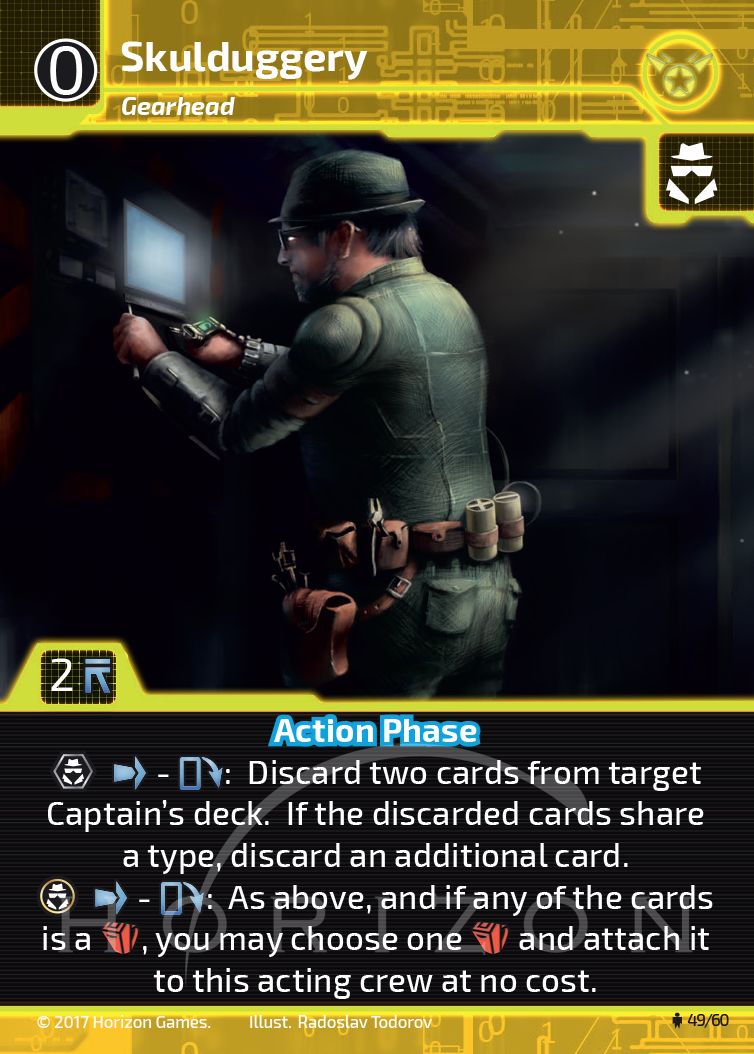 0
Skulduggery
Gearhead
2
Action Phase
- : Discard two cards from target
Captain's deck. If the discarded cards share
a type, discard an additional card.
- : As above, and if any of the cards
is a , you may choose one and attach it
to this acting crew at no cost.
HORIZON
© 2017 Horizon Games. Illust. Radoslav Todorov 49/60